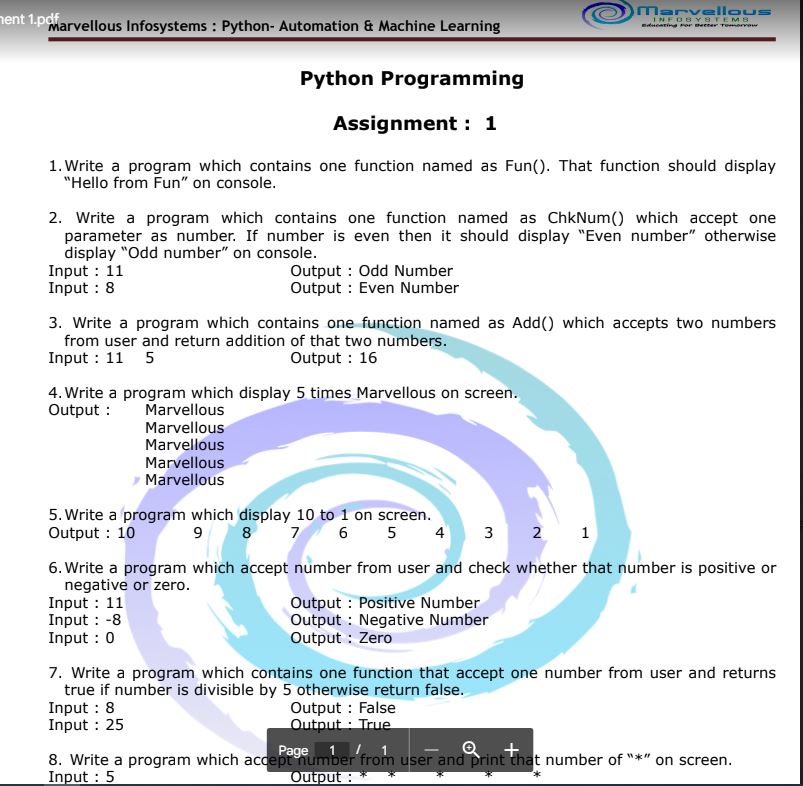 ment 1.pdf
Marvellous Infosystems : Python- Automation & Machine Learning
Marvellous
INFOSYSTEMS
Educating For Better Tomorrow
Python Programming
Assignment : 1
1.Write a program which contains one function named as Fun(). That function should display
“Hello from Fun” on console.
2. Write a program which contains one function named as ChkNum() which accept one
parameter as number. If number is even then it should display “Even number” otherwise
display “Odd number” on console.
Input : 11 Output : Odd Number
Input : 8 Output : Even Number
3. Write a program which contains one function named as Add() which accepts two numbers
from user and return addition of that two numbers.
Input : 11 5 Output : 16
4.Write a program which display 5 times Marvellous on screen.
Output : Marvellous
Marvellous
Marvellous
Marvellous
Marvellous
5.Write a program which display 10 to 1 on screen.
Output : 10 9 8 7 6 5 4 3 2 1
6.Write a program which accept number from user and check whether that number is positive or
negative or zero.
Input : 11 Output : Positive Number
Input : -8 Output : Negative Number
Input : 0 Output : Zero
7. Write a program which contains one function that accept one number from user and returns
true if number is divisible by 5 otherwise return false.
Input : 8 Output : False
Input : 25 Output : True
Page 1 / 1 — +
8. Write a program which accept number from user and print that number of “*” on screen.
Input : 5 Output : * * * * *